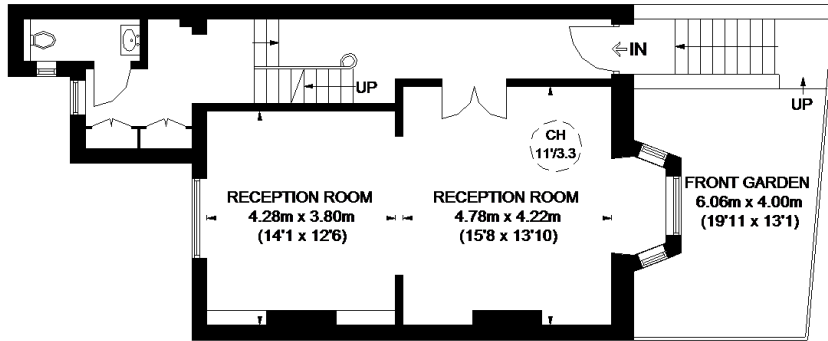 IN
UP
UP
CH
11'/3.3
RECEPTION ROOM
4.28m x 3.80m
(14'1 x 12'6)
RECEPTION ROOM
4.78m x 4.22m
(15'8 x 13'10)
FRONT GARDEN
6.06m x 4.00m
(19'11 x 13'1)